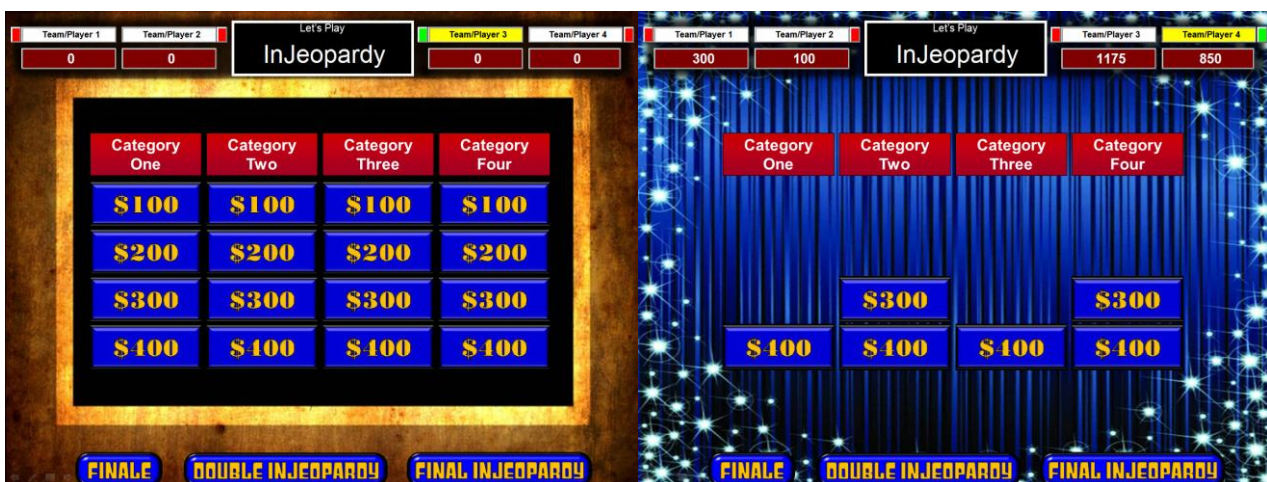 Let's Play
InJeopardy
Team/Player 1 Team/Player 2 Team/Player 3 Team/Player 4
0 0 0 0
Category One Category Two Category Three Category Four
$100 $100 $100 $100
$200 $200 $200 $200
$300 $300 $300 $300
$400 $400 $400 $400
FINALE DOUBLE INJEOPARDY FINAL INJEOPARDY
Let's Play
InJeopardy
Team/Player 1 Team/Player 2 Team/Player 3 Team/Player 4
300 100 1175 850
Category One Category Two Category Three Category Four
$300 $300
$400 $400 $400 $400
FINALE DOUBLE INJEOPARDY FINAL INJEOPARDY